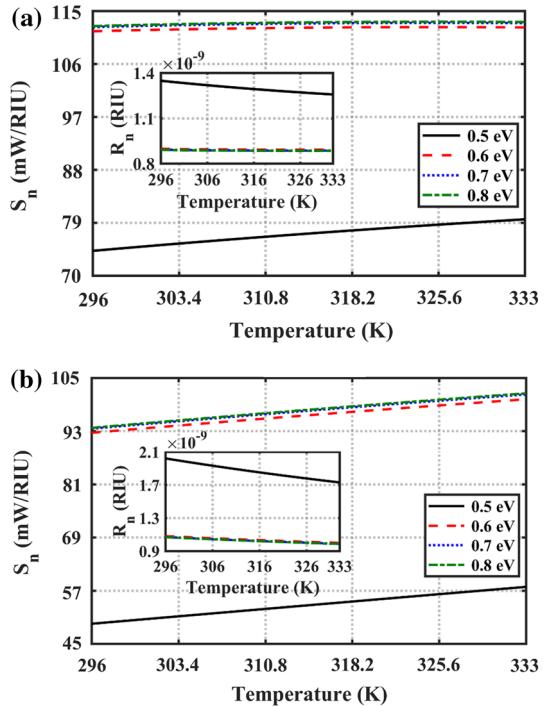 (a)
115
106
97
88
79
70
S_n (mW/RIU)
296 303.4 310.8 318.2 325.6 333
Temperature (K)
×10^-9
1.4
1.1
0.8
R_n (RIU)
296 306 316 326 333
Temperature (K)
0.5 eV
0.6 eV
0.7 eV
0.8 eV
(b)
105
93
81
69
57
45
S_n (mW/RIU)
296 303.4 310.8 318.2 325.6 333
Temperature (K)
×10^-9
2.1
1.7
1.3
0.9
R_n (RIU)
296 306 316 326 333
Temperature (K)
0.5 eV
0.6 eV
0.7 eV
0.8 eV